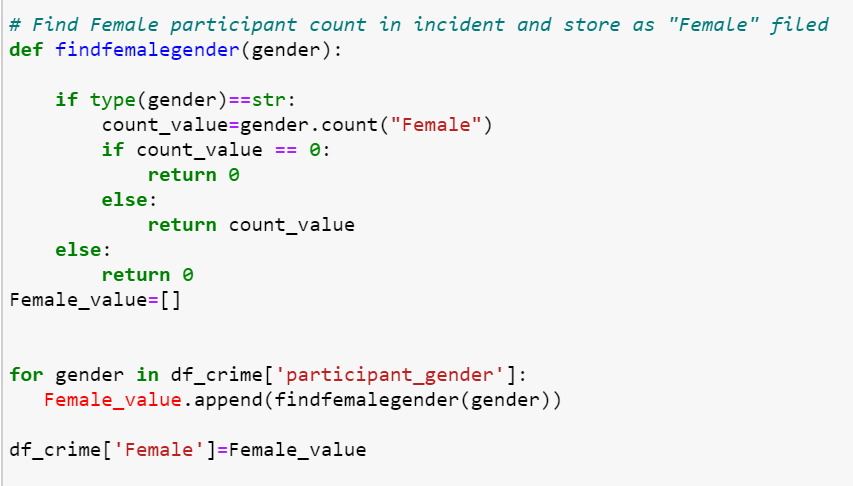 # Find Female participant count in incident and store as "Female" filed
def findfemalegender(gender):
    if type(gender)==str:
        count_value=gender.count("Female")
        if count_value == 0:
            return 0
        else:
            return count_value
    else:
        return 0
Female_value=[]
for gender in df_crime['participant_gender']:
   Female_value.append(findfemalegender(gender))
df_crime['Female']=Female_value